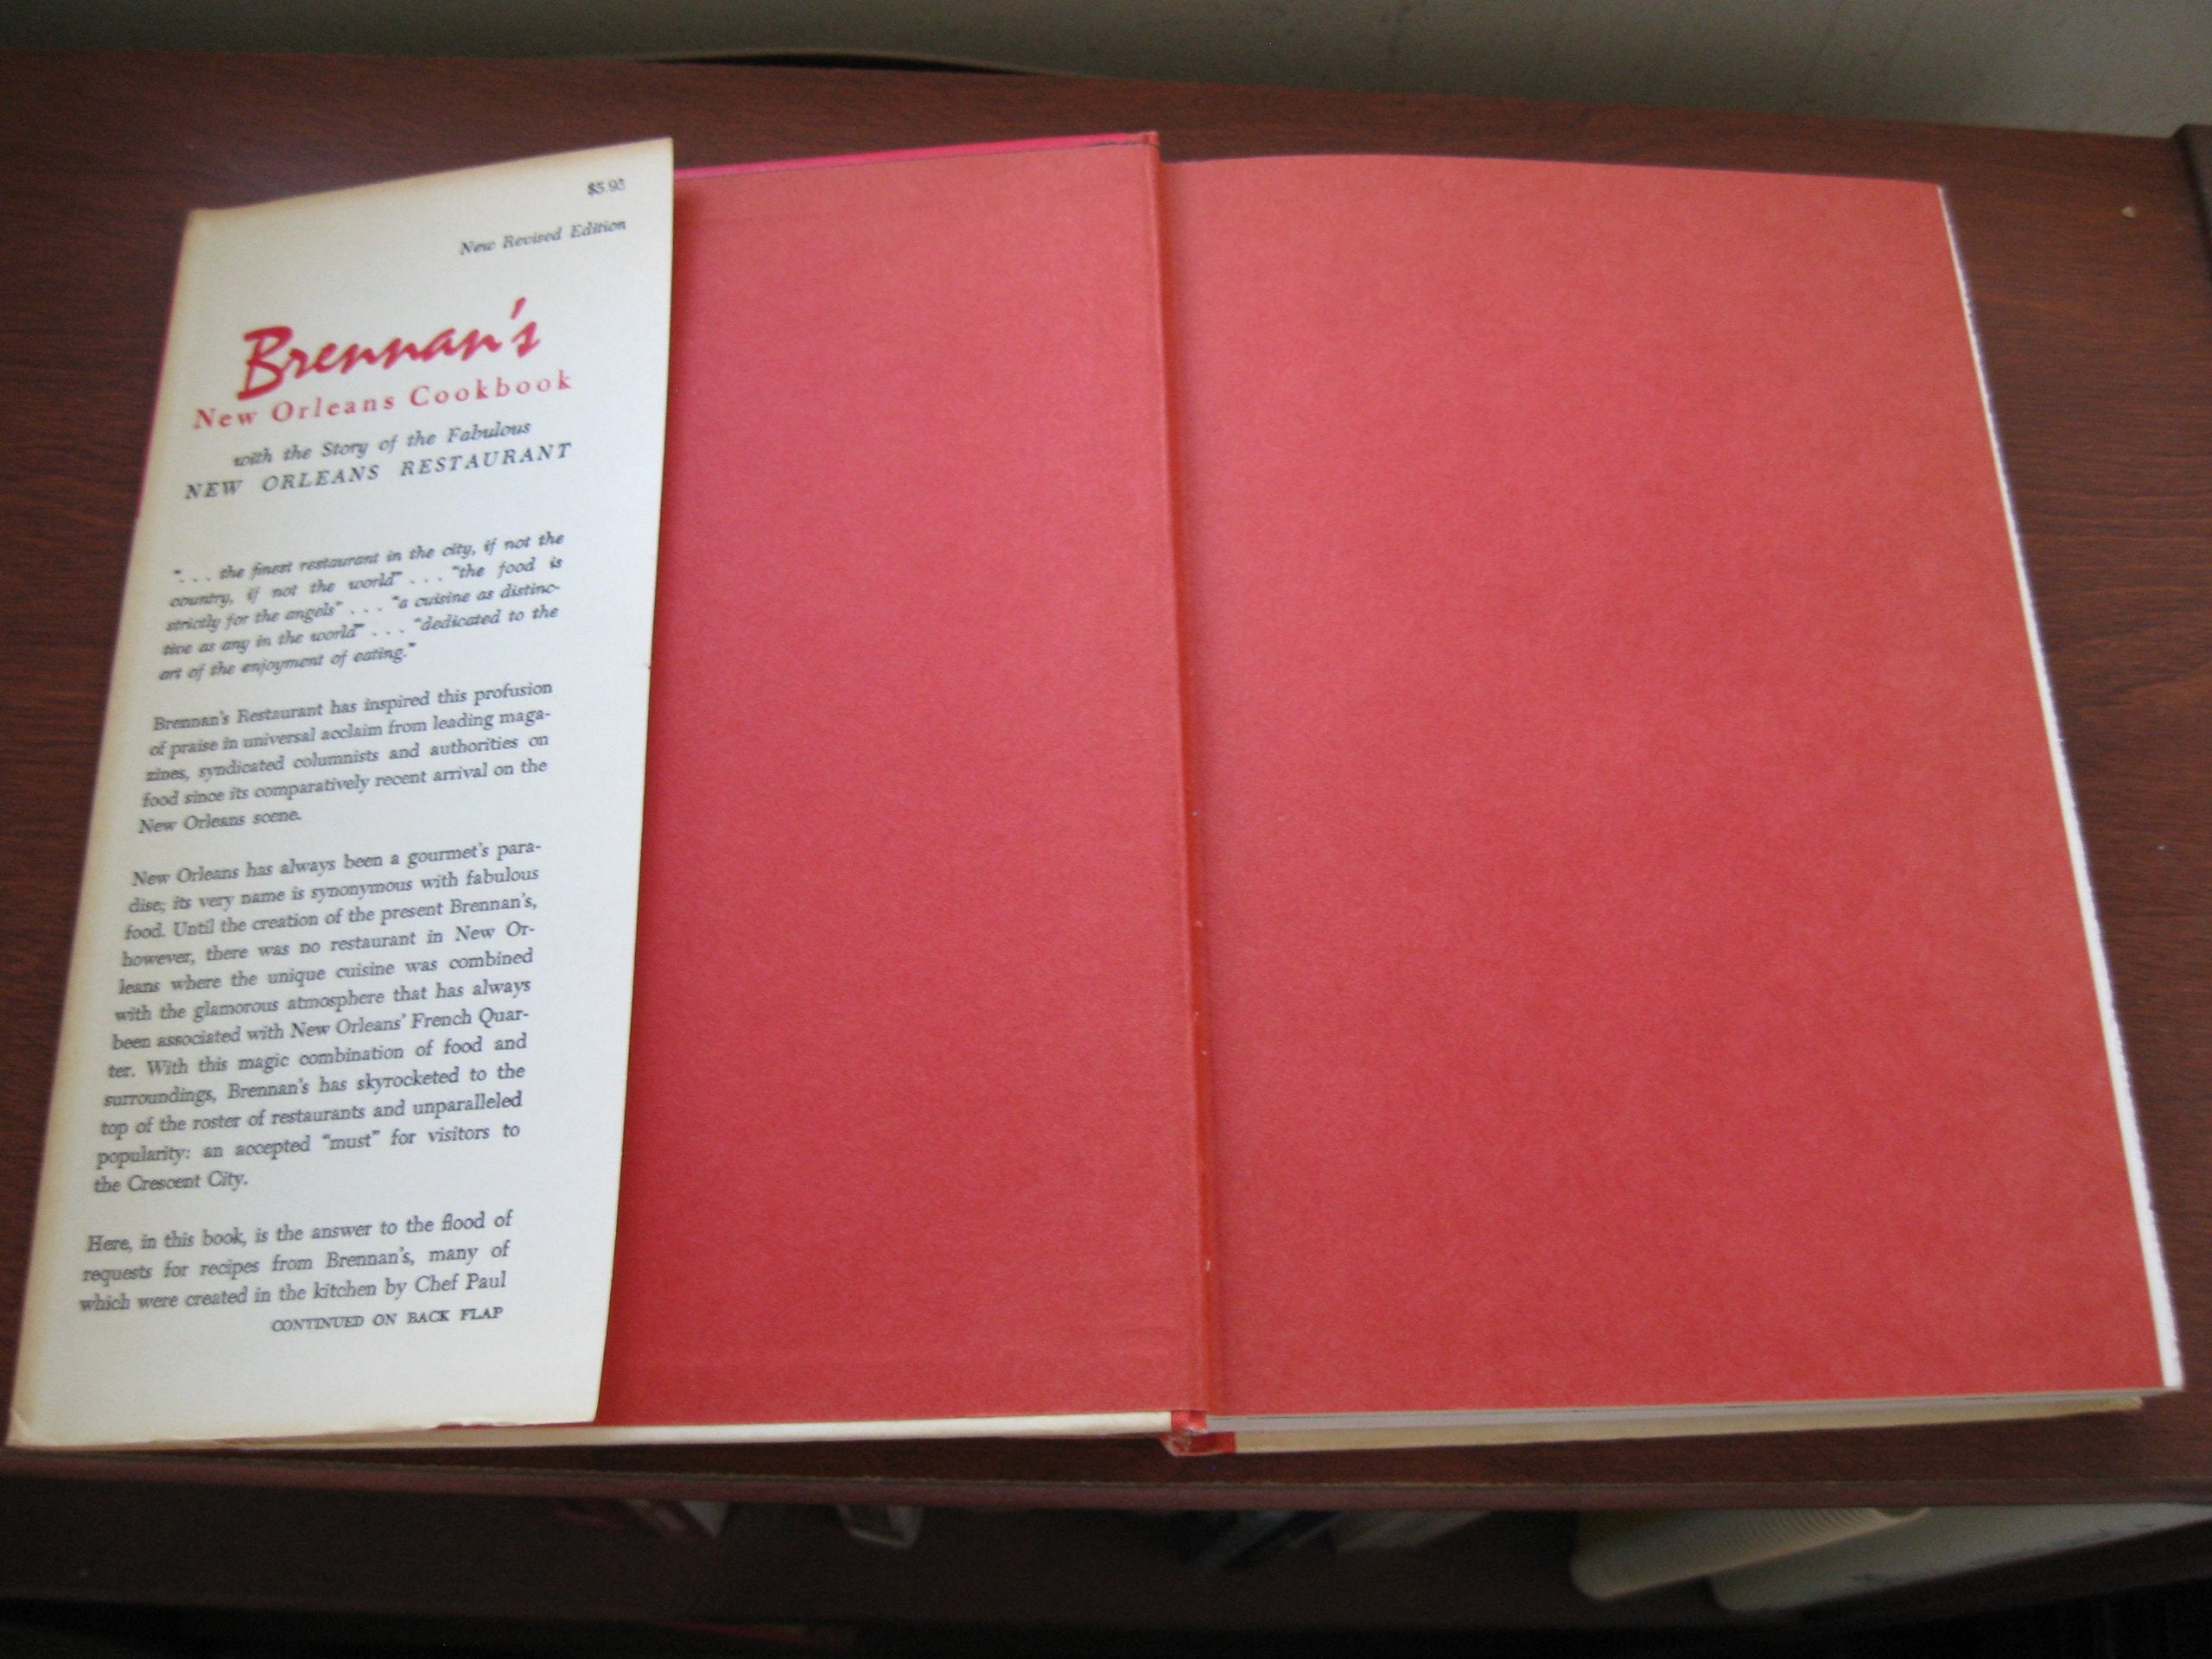 $5.95
New Revised Edition
Brennan's
New Orleans Cookbook
with the Story of the Fabulous
NEW ORLEANS RESTAURANT
". . . the finest restaurant in the city, if not the
country, if not the world" . . . "the food is
strictly for the angels" . . . "a cuisine as distinc-
tive as any in the world" . . . "dedicated to the
art of the enjoyment of eating."
Brennan's Restaurant has inspired this profusion
of praise in universal acclaim from leading maga-
zines, syndicated columnists and authorities on
food since its comparatively recent arrival on the
New Orleans scene.
New Orleans has always been a gourmet's para-
dise; its very name is synonymous with fabulous
food. Until the creation of the present Brennan's,
however, there was no restaurant in New Or-
leans where the unique cuisine was combined
with the glamorous atmosphere that has always
been associated with New Orleans' French Quar-
ter. With this magic combination of food and
surroundings, Brennan's has skyrocketed to the
top of the roster of restaurants and unparalleled
popularity: an accepted "must" for visitors to
the Crescent City.
Here, in this book, is the answer to the flood of
requests for recipes from Brennan's, many of
which were created in the kitchen by Chef Paul
CONTINUED ON BACK FLAP